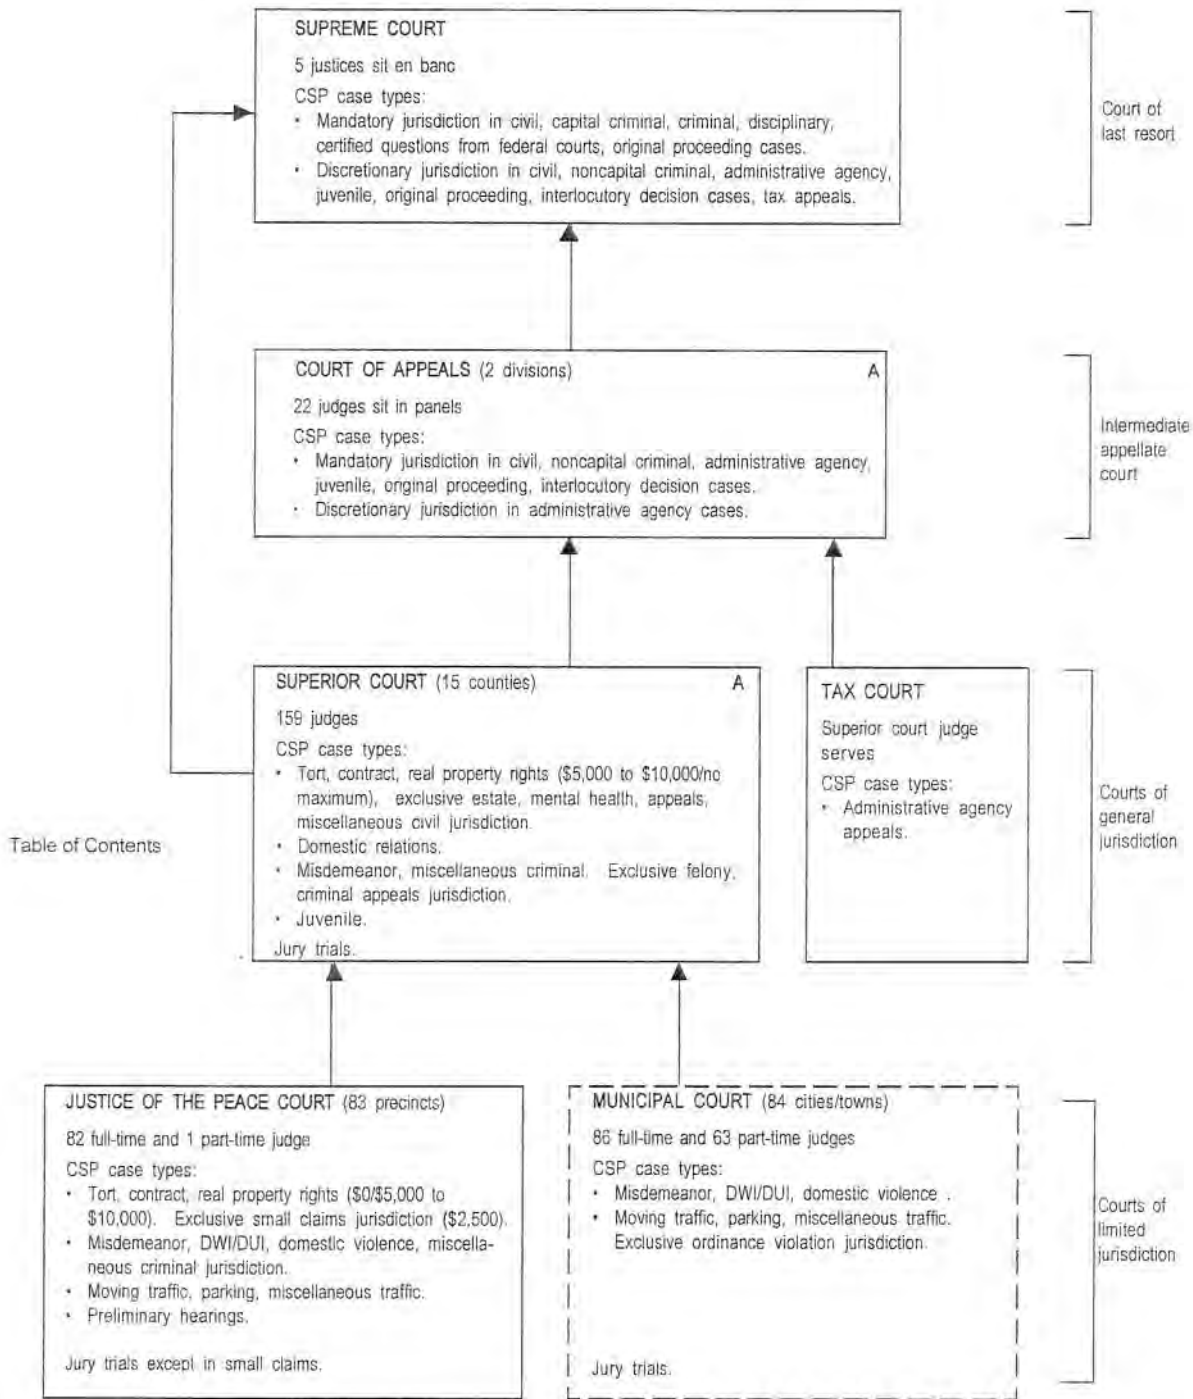 SUPREME COURT
5 justices sit en banc
CSP case types:
• Mandatory jurisdiction in civil, capital criminal, criminal, disciplinary,
certified questions from federal courts, original proceeding cases.
• Discretionary jurisdiction in civil, noncapital criminal, administrative agency,
juvenile, original proceeding, interlocutory decision cases, tax appeals.
Court of
last resort
COURT OF APPEALS (2 divisions) A
22 judges sit in panels
CSP case types:
• Mandatory jurisdiction in civil, noncapital criminal, administrative agency,
juvenile, original proceeding, interlocutory decision cases.
• Discretionary jurisdiction in administrative agency cases.
Intermediate
appellate
court
SUPERIOR COURT (15 counties) A
159 judges
CSP case types:
• Tort, contract, real property rights ($5,000 to $10,000/no
maximum), exclusive estate, mental health, appeals,
miscellaneous civil jurisdiction.
• Domestic relations.
• Misdemeanor, miscellaneous criminal. Exclusive felony,
criminal appeals jurisdiction.
• Juvenile.
Jury trials.
TAX COURT
Superior court judge
serves
CSP case types:
• Administrative agency
appeals.
Courts of
general
jurisdiction
Table of Contents
JUSTICE OF THE PEACE COURT (83 precincts)
82 full-time and 1 part-time judge
CSP case types:
• Tort, contract, real property rights ($0/$5,000 to
$10,000). Exclusive small claims jurisdiction ($2,500).
• Misdemeanor, DWI/DUI, domestic violence, miscella-
neous criminal jurisdiction.
• Moving traffic, parking, miscellaneous traffic.
• Preliminary hearings.
Jury trials except in small claims.
MUNICIPAL COURT (84 cities/towns)
86 full-time and 63 part-time judges
CSP case types:
• Misdemeanor, DWI/DUI, domestic violence .
• Moving traffic, parking, miscellaneous traffic.
Exclusive ordinance violation jurisdiction.
Jury trials.
Courts of
limited
jurisdiction